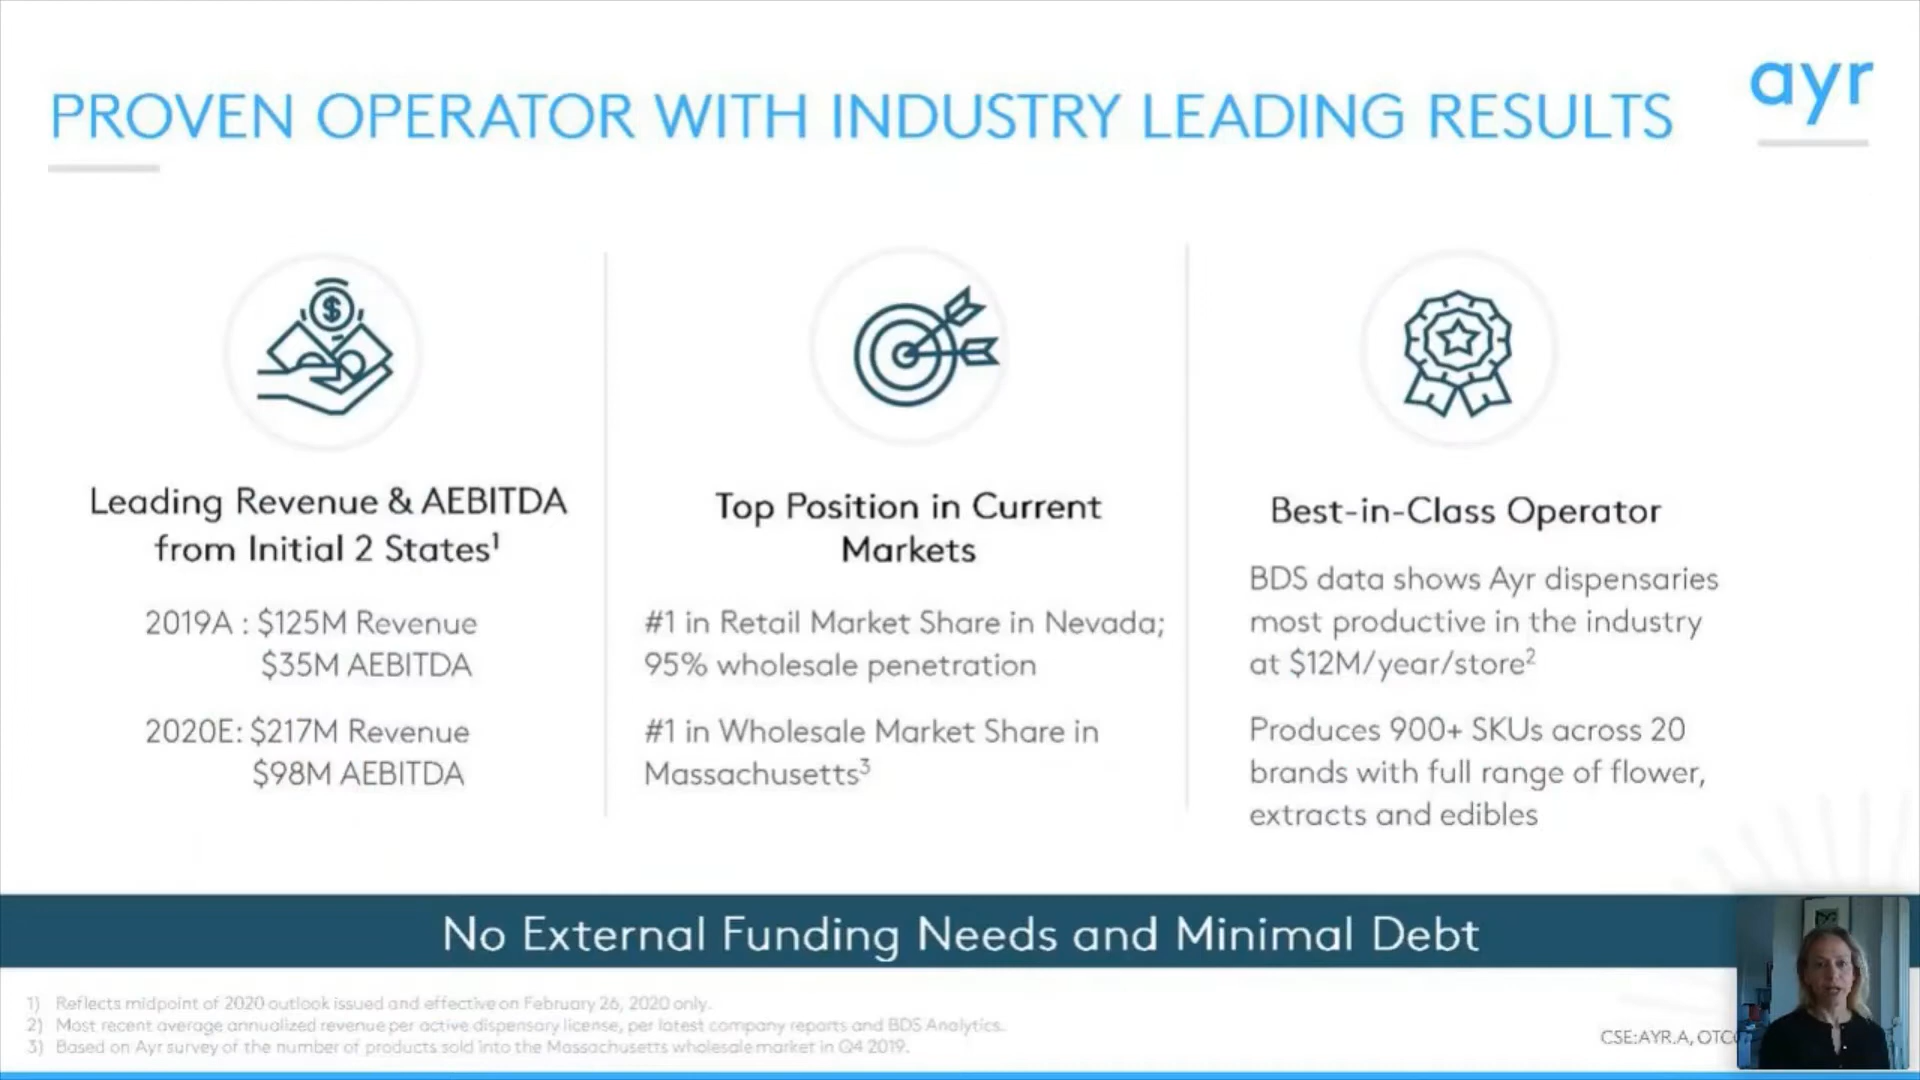 ayr
PROVEN OPERATOR WITH INDUSTRY LEADING RESULTS
Leading Revenue & AEBITDA
from Initial 2 States¹
2019A : $125M Revenue
$35M AEBITDA
2020E: $217M Revenue
$98M AEBITDA
Top Position in Current
Markets
#1 in Retail Market Share in Nevada;
95% wholesale penetration
#1 in Wholesale Market Share in
Massachusetts³
Best-in-Class Operator
BDS data shows Ayr dispensaries
most productive in the industry
at $12M/year/store²
Produces 900+ SKUs across 20
brands with full range of flower,
extracts and edibles
No External Funding Needs and Minimal Debt
1) Reflects midpoint of 2020 outlook issued and effective on February 26, 2020 only.
2) Most recent average annualized revenue per active dispensary license, per latest company reports and BDS Analytics.
3) Based on Ayr survey of the number of products sold into the Massachusetts wholesale market in Q4 2019.
CSE:AYR.A,